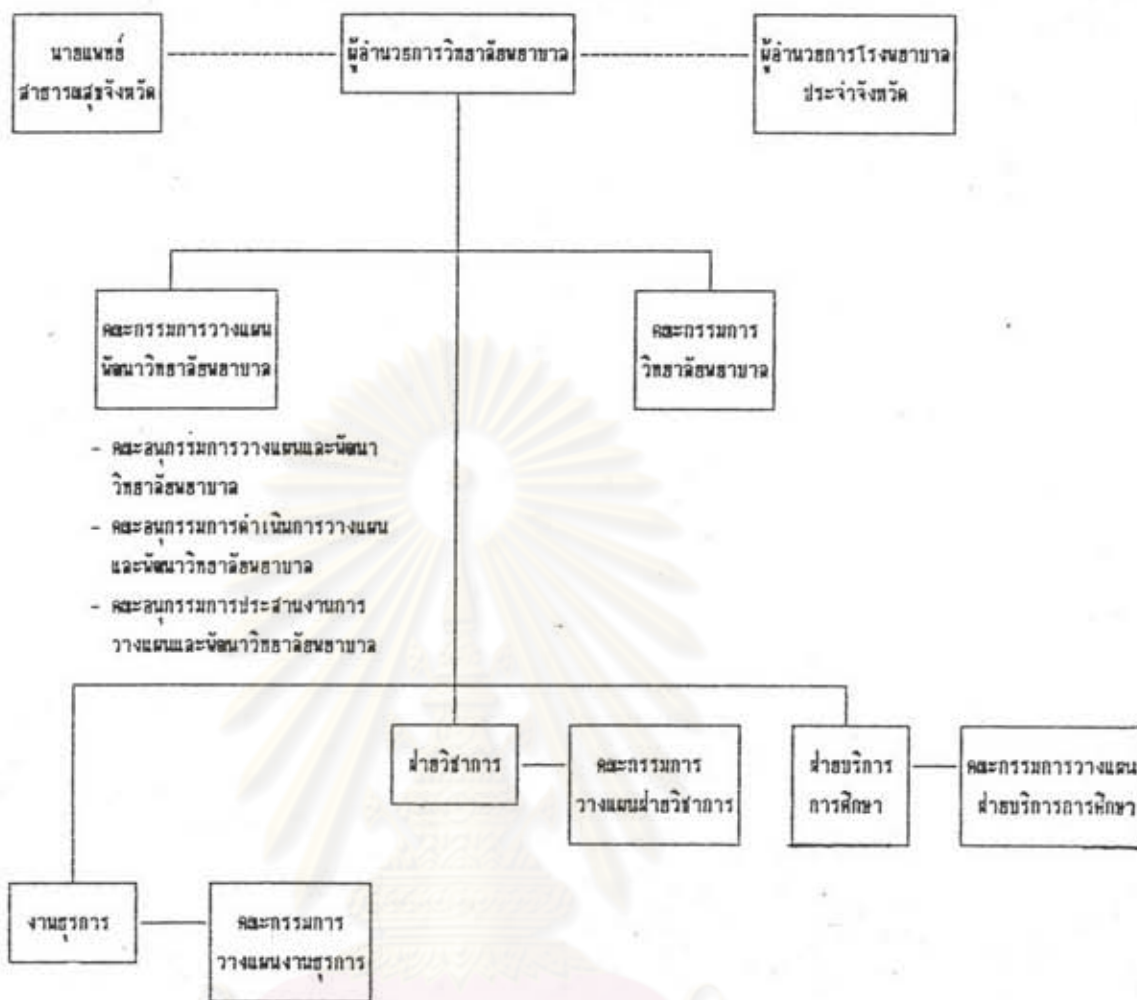 นายแพทย์
สาธารณสุขจังหวัด
ผู้อำนวยการวิทยาลัยพยาบาล
ผู้อำนวยการโรงพยาบาล
ประจำจังหวัด
คณะกรรมการวางแผน
พัฒนาวิทยาลัยพยาบาล
คณะกรรมการ
วิทยาลัยพยาบาล
- คณะอนุกรรมการวางแผนและพัฒนา
วิทยาลัยพยาบาล
- คณะอนุกรรมการดำเนินการวางแผน
และพัฒนาวิทยาลัยพยาบาล
- คณะอนุกรรมการประสานงานการ
วางแผนและพัฒนาวิทยาลัยพยาบาล
ฝ่ายวิชาการ
คณะกรรมการ
วางแผนฝ่ายวิชาการ
ฝ่ายบริการ
การศึกษา
คณะกรรมการวางแผน
ฝ่ายบริการการศึกษา
งานธุรการ
คณะกรรมการ
วางแผนงานธุรการ